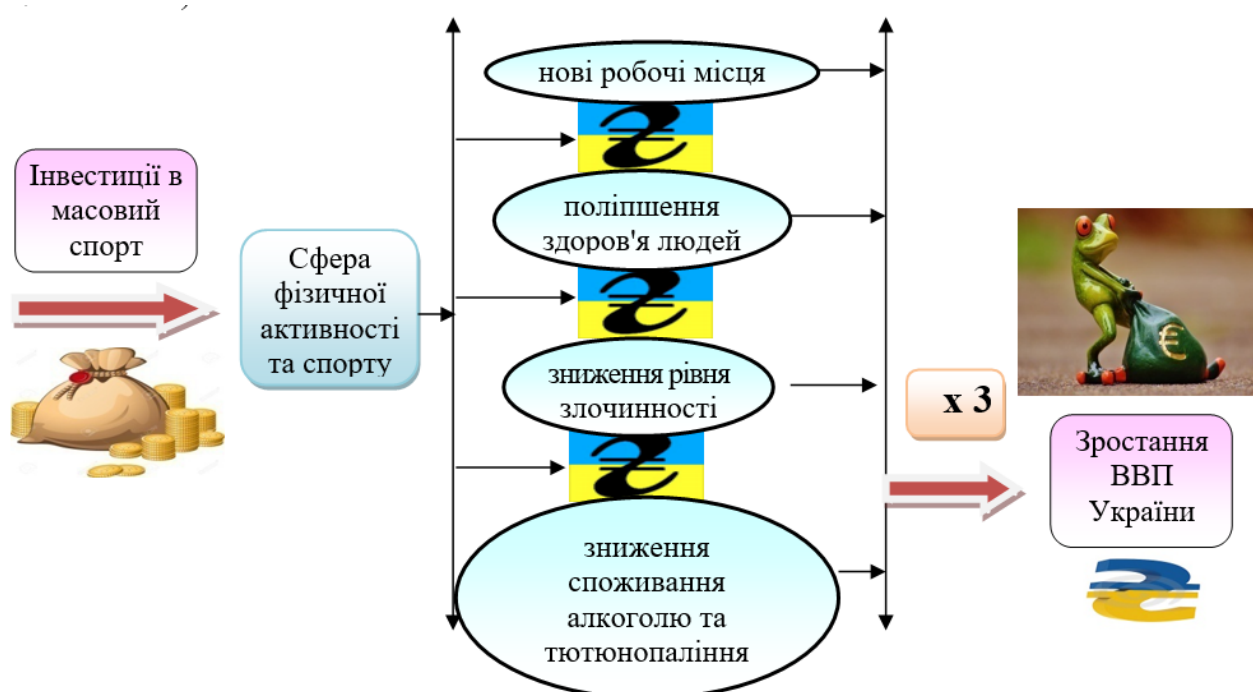 Інвестиції в
масовий
спорт
Сфера
фізичної
активності
та спорту
нові робочі місця
₴
поліпшення
здоров'я людей
₴
зниження рівня
злочинності
₴
зниження
споживання
алкоголю та
тютюнопаління
х 3
€
Зростання
ВВП
України
₴